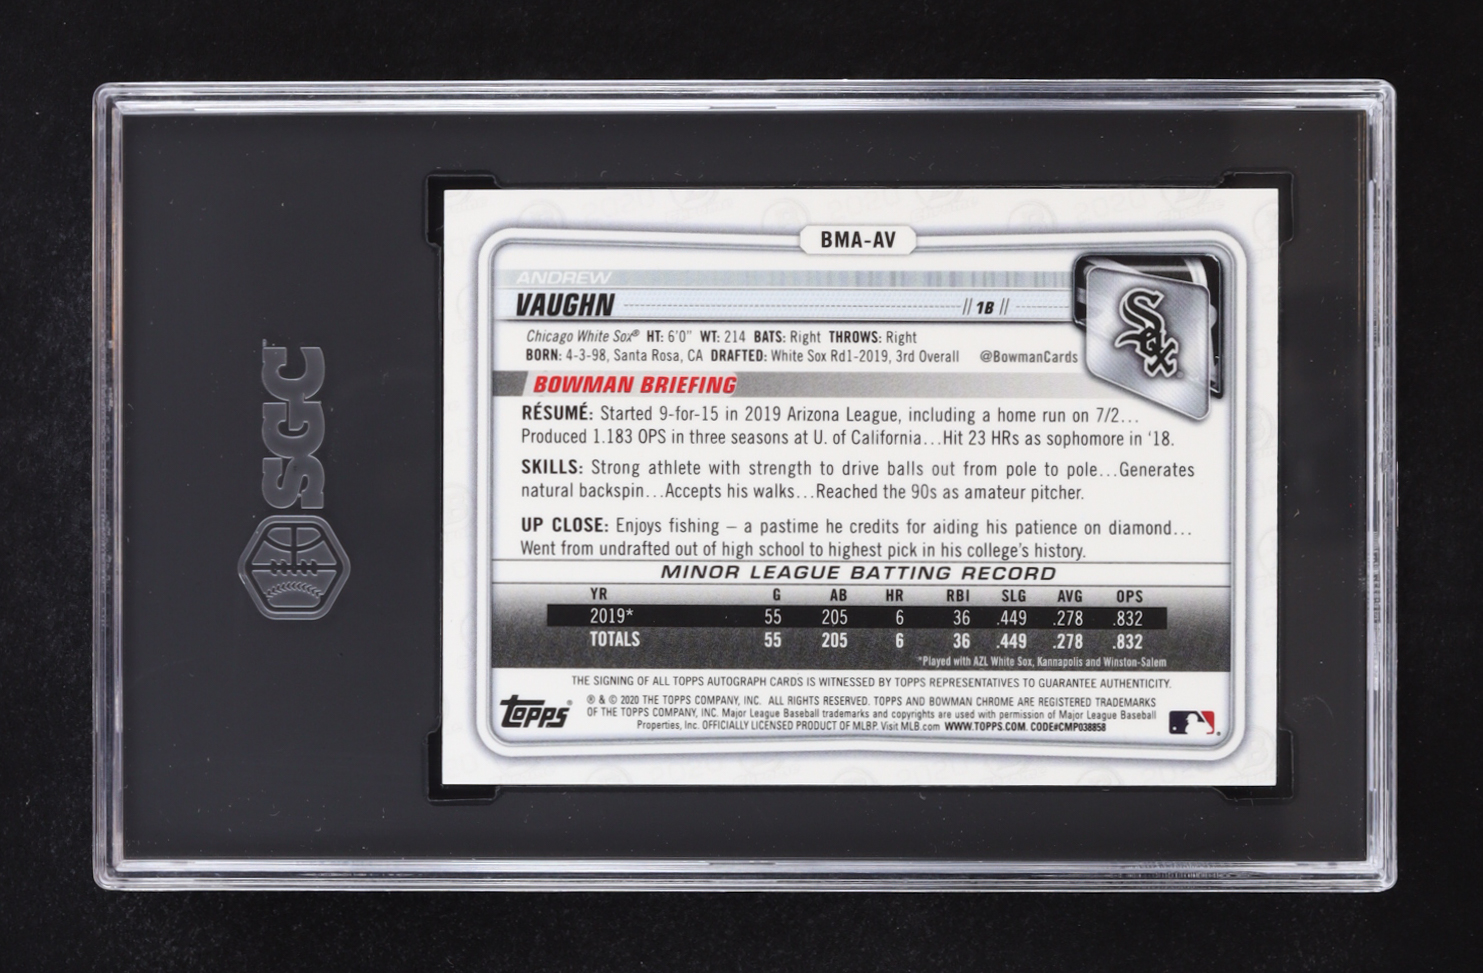 SGC
BMA-AV
ANDREW
VAUGHN // 1B //
Sox
Chicago White Sox® HT: 6'0" WT: 214 BATS: Right THROWS: Right
BORN: 4-3-98, Santa Rosa, CA DRAFTED: White Sox Rd1-2019, 3rd Overall @BowmanCards
BOWMAN BRIEFING
RÉSUMÉ: Started 9-for-15 in 2019 Arizona League, including a home run on 7/2...
Produced 1.183 OPS in three seasons at U. of California...Hit 23 HRs as sophomore in '18.
SKILLS: Strong athlete with strength to drive balls out from pole to pole...Generates
natural backspin...Accepts his walks...Reached the 90s as amateur pitcher.
UP CLOSE: Enjoys fishing – a pastime he credits for aiding his patience on diamond...
Went from undrafted out of high school to highest pick in his college's history.
MINOR LEAGUE BATTING RECORD
YR G AB HR RBI SLG AVG OPS
2019* 55 205 6 36 .449 .278 .832
TOTALS 55 205 6 36 .449 .278 .832
*Played with AZL White Sox, Kannapolis and Winston-Salem
THE SIGNING OF ALL TOPPS AUTOGRAPH CARDS IS WITNESSED BY TOPPS REPRESENTATIVES TO GUARANTEE AUTHENTICITY.
Topps®
® & © 2020 THE TOPPS COMPANY, INC. ALL RIGHTS RESERVED. TOPPS AND BOWMAN CHROME ARE REGISTERED TRADEMARKS
OF THE TOPPS COMPANY, INC. Major League Baseball trademarks and copyrights are used with permission of Major League Baseball
Properties, Inc. OFFICIALLY LICENSED PRODUCT OF MLBP. Visit MLB.com WWW.TOPPS.COM. CODE#CMP038858